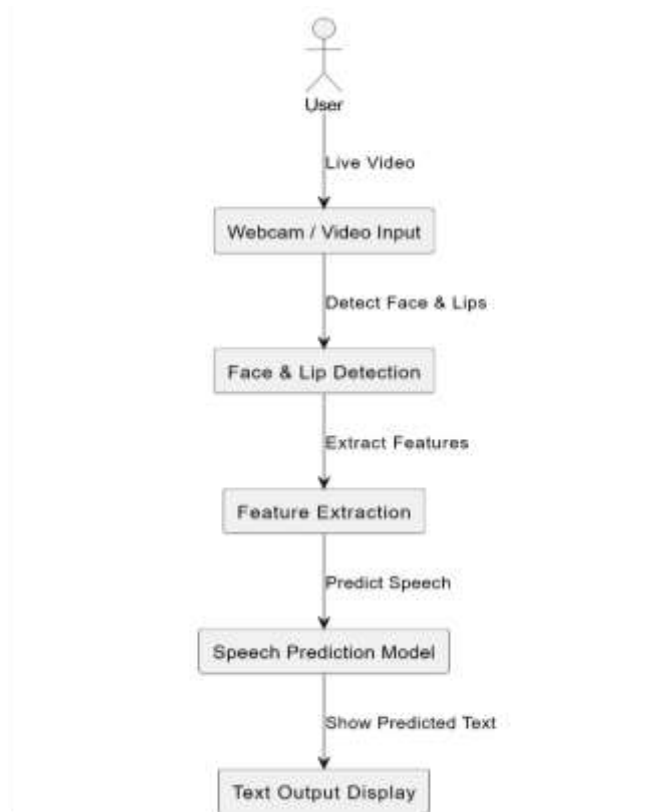 User
Live Video
Webcam / Video Input
Detect Face & Lips
Face & Lip Detection
Extract Features
Feature Extraction
Predict Speech
Speech Prediction Model
Show Predicted Text
Text Output Display